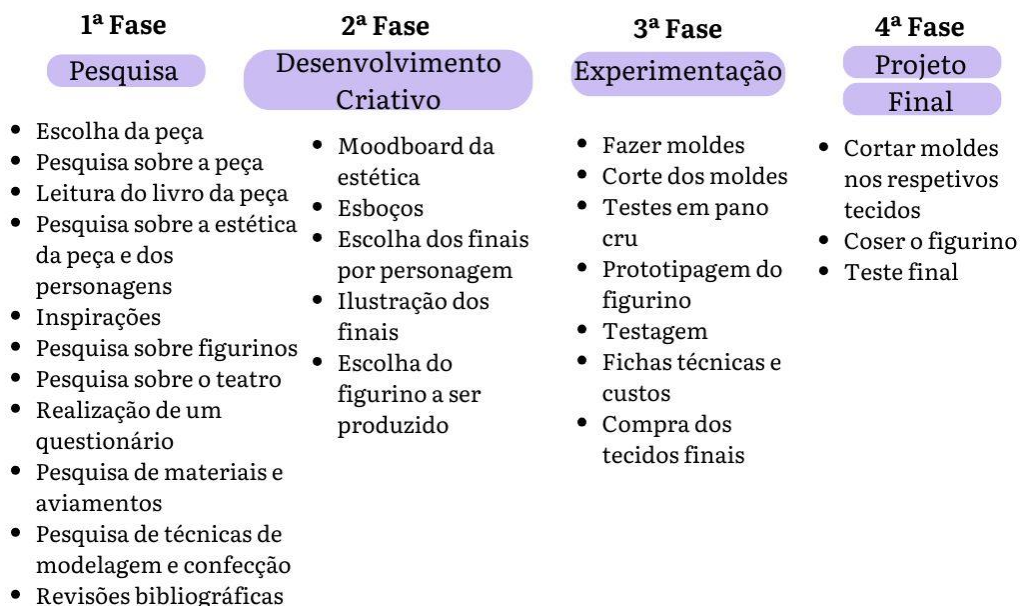 1ª Fase
Pesquisa
• Escolha da peça
• Pesquisa sobre a peça
• Leitura do livro da peça
• Pesquisa sobre a estética
da peça e dos
personagens
• Inspirações
• Pesquisa sobre figurinos
• Pesquisa sobre o teatro
• Realização de um
questionário
• Pesquisa de materiais e
aviamentos
• Pesquisa de técnicas de
modelagem e confecção
• Revisões bibliográficas
2ª Fase
Desenvolvimento
Criativo
• Moodboard da
estética
• Esboços
• Escolha dos finais
por personagem
• Ilustração dos
finais
• Escolha do
figurino a ser
produzido
3ª Fase
Experimentação
• Fazer moldes
• Corte dos moldes
• Testes em pano
cru
• Prototipagem do
figurino
• Testagem
• Fichas técnicas e
custos
• Compra dos
tecidos finais
4ª Fase
Projeto
Final
• Cortar moldes
nos respetivos
tecidos
• Coser o figurino
• Teste final